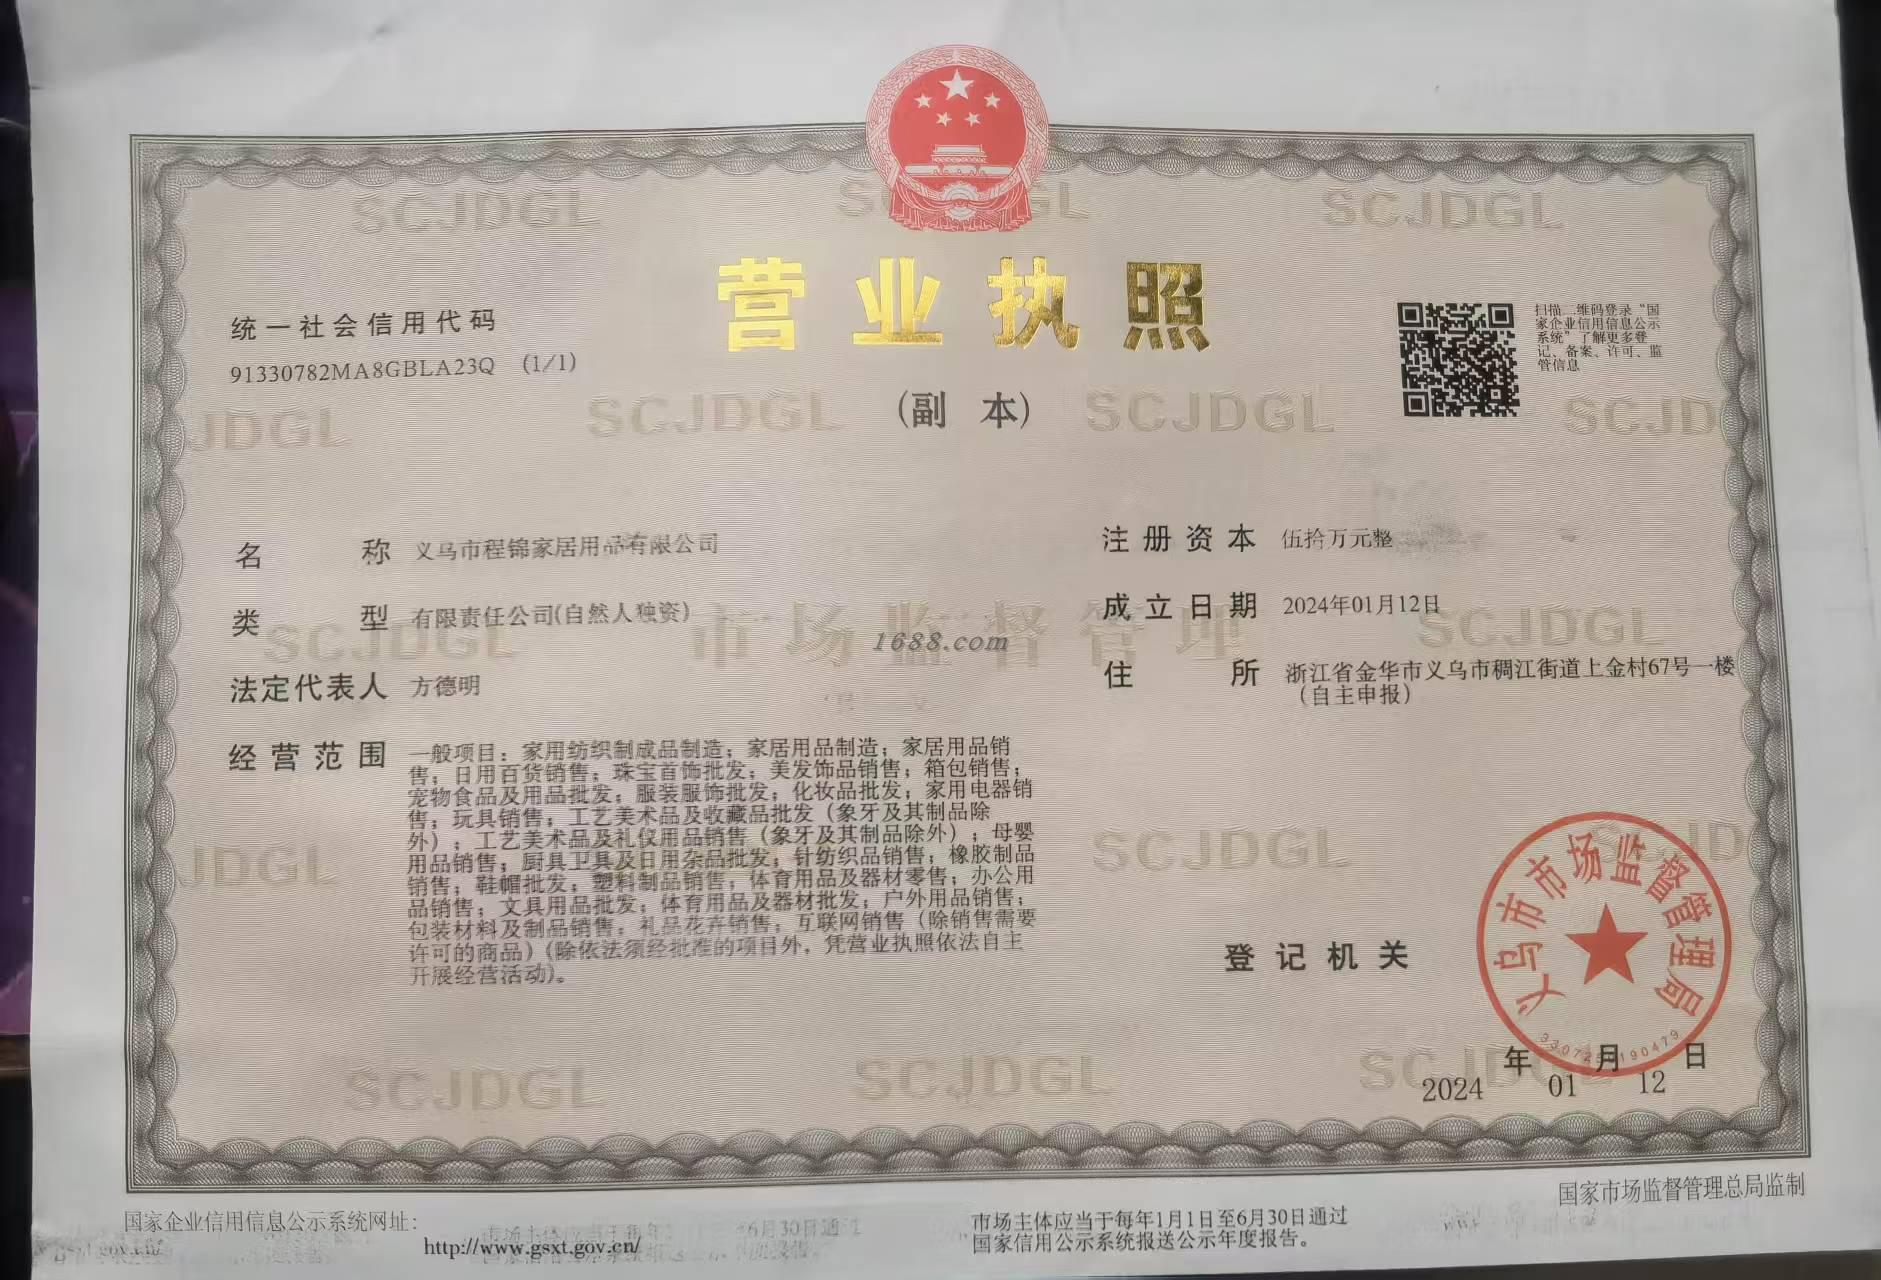 营业执照
(副 本)
统一社会信用代码
91330782MA8GBLA23Q (1/1)
扫描二维码登录“国
家企业信用信息公示
系统”了解更多登
记、备案、许可、监
管信息
名 称 义乌市程锦家居用品有限公司
类 型 有限责任公司(自然人独资)
法定代表人 方德明
经营范围 一般项目：家用纺织制成品制造；家居用品制造；家居用品销
售；日用百货销售；珠宝首饰批发；美发饰品销售；箱包销售；
宠物食品及用品批发；服装服饰批发；化妆品批发；家用电器销
售；玩具销售；工艺美术品及收藏品批发（象牙及其制品除
外）；工艺美术品及礼仪用品销售（象牙及其制品除外）；母婴
用品销售；厨具卫具及日用杂品批发；针纺织品销售；橡胶制品
销售；鞋帽批发；塑料制品销售；体育用品及器材零售；办公用
品销售；文具用品批发；体育用品及器材批发；户外用品销售；
包装材料及制品销售；礼品花卉销售；互联网销售（除销售需要
许可的商品）(除依法须经批准的项目外，凭营业执照依法自主
开展经营活动)。
注册资本 伍拾万元整
成立日期 2024年01月12日
住 所 浙江省金华市义乌市稠江街道上金村67号一楼
（自主申报）
市场监督管理
1688.com
SCJDGL
登记机关
义乌市市场监督管理局
2024年01月12日
国家企业信用信息公示系统网址：
http://www.gsxt.gov.cn/
市场主体应当于每年1月1日至6月30日通过
国家信用公示系统报送公示年度报告。
国家市场监督管理总局监制